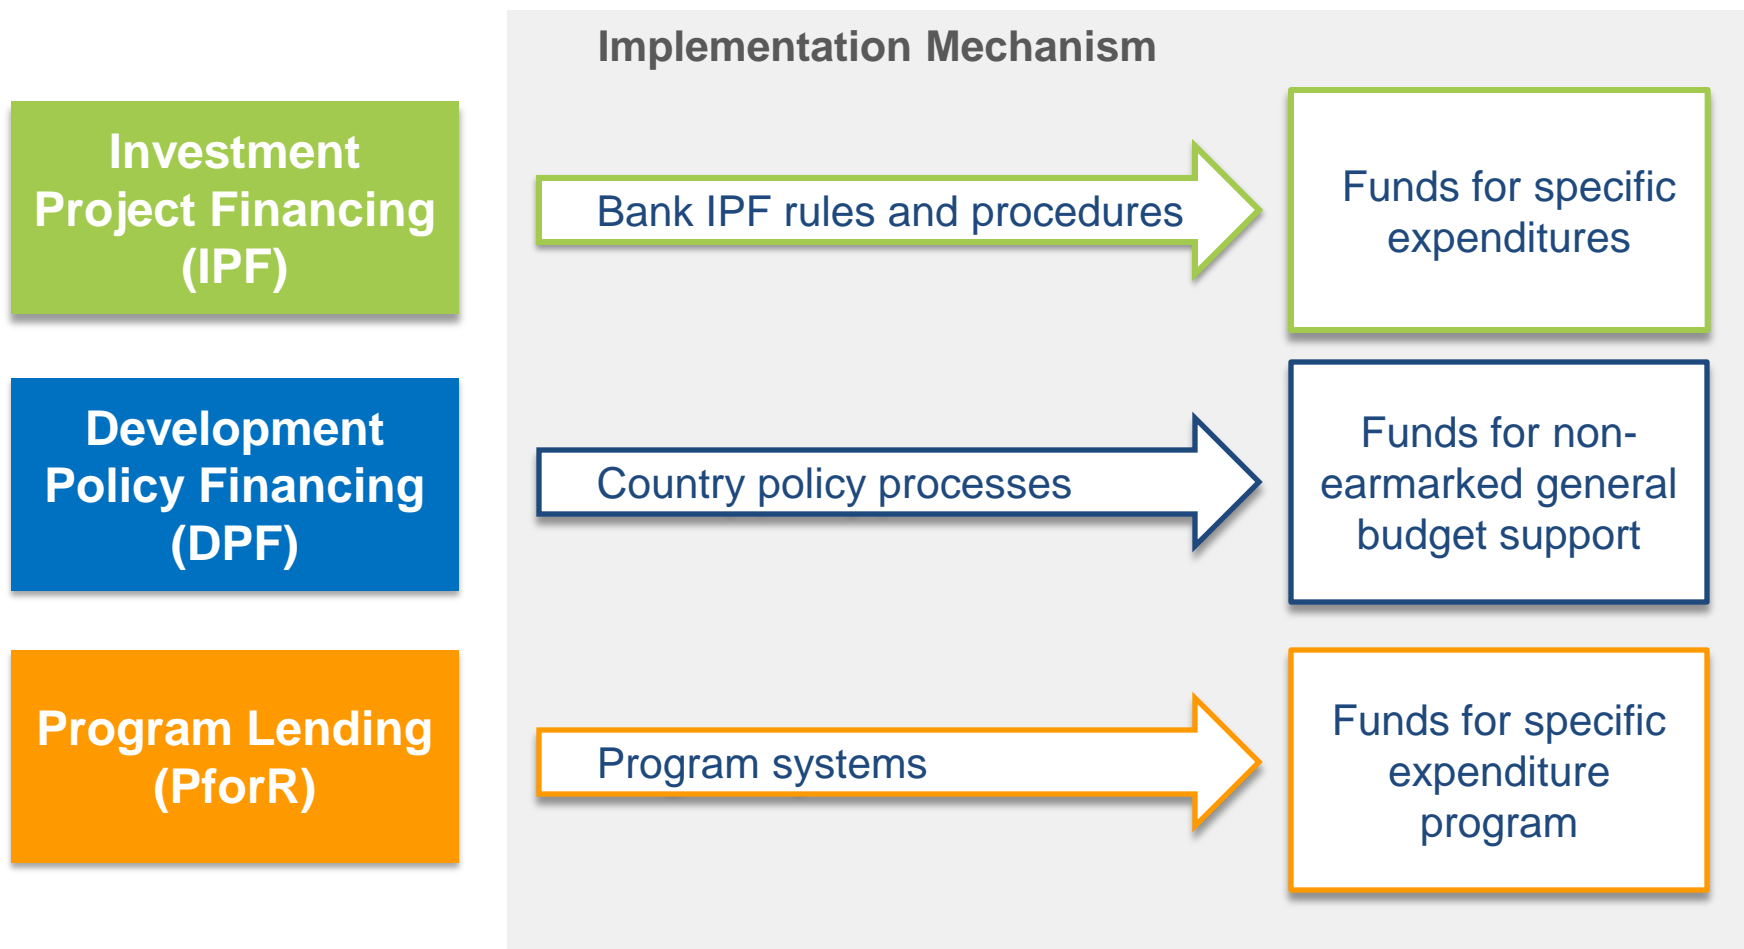 Implementation Mechanism
Investment
Project Financing
(IPF)
Bank IPF rules and procedures
Funds for specific
expenditures
Development
Policy Financing
(DPF)
Country policy processes
Funds for non-
earmarked general
budget support
Program Lending
(PforR)
Program systems
Funds for specific
expenditure
program